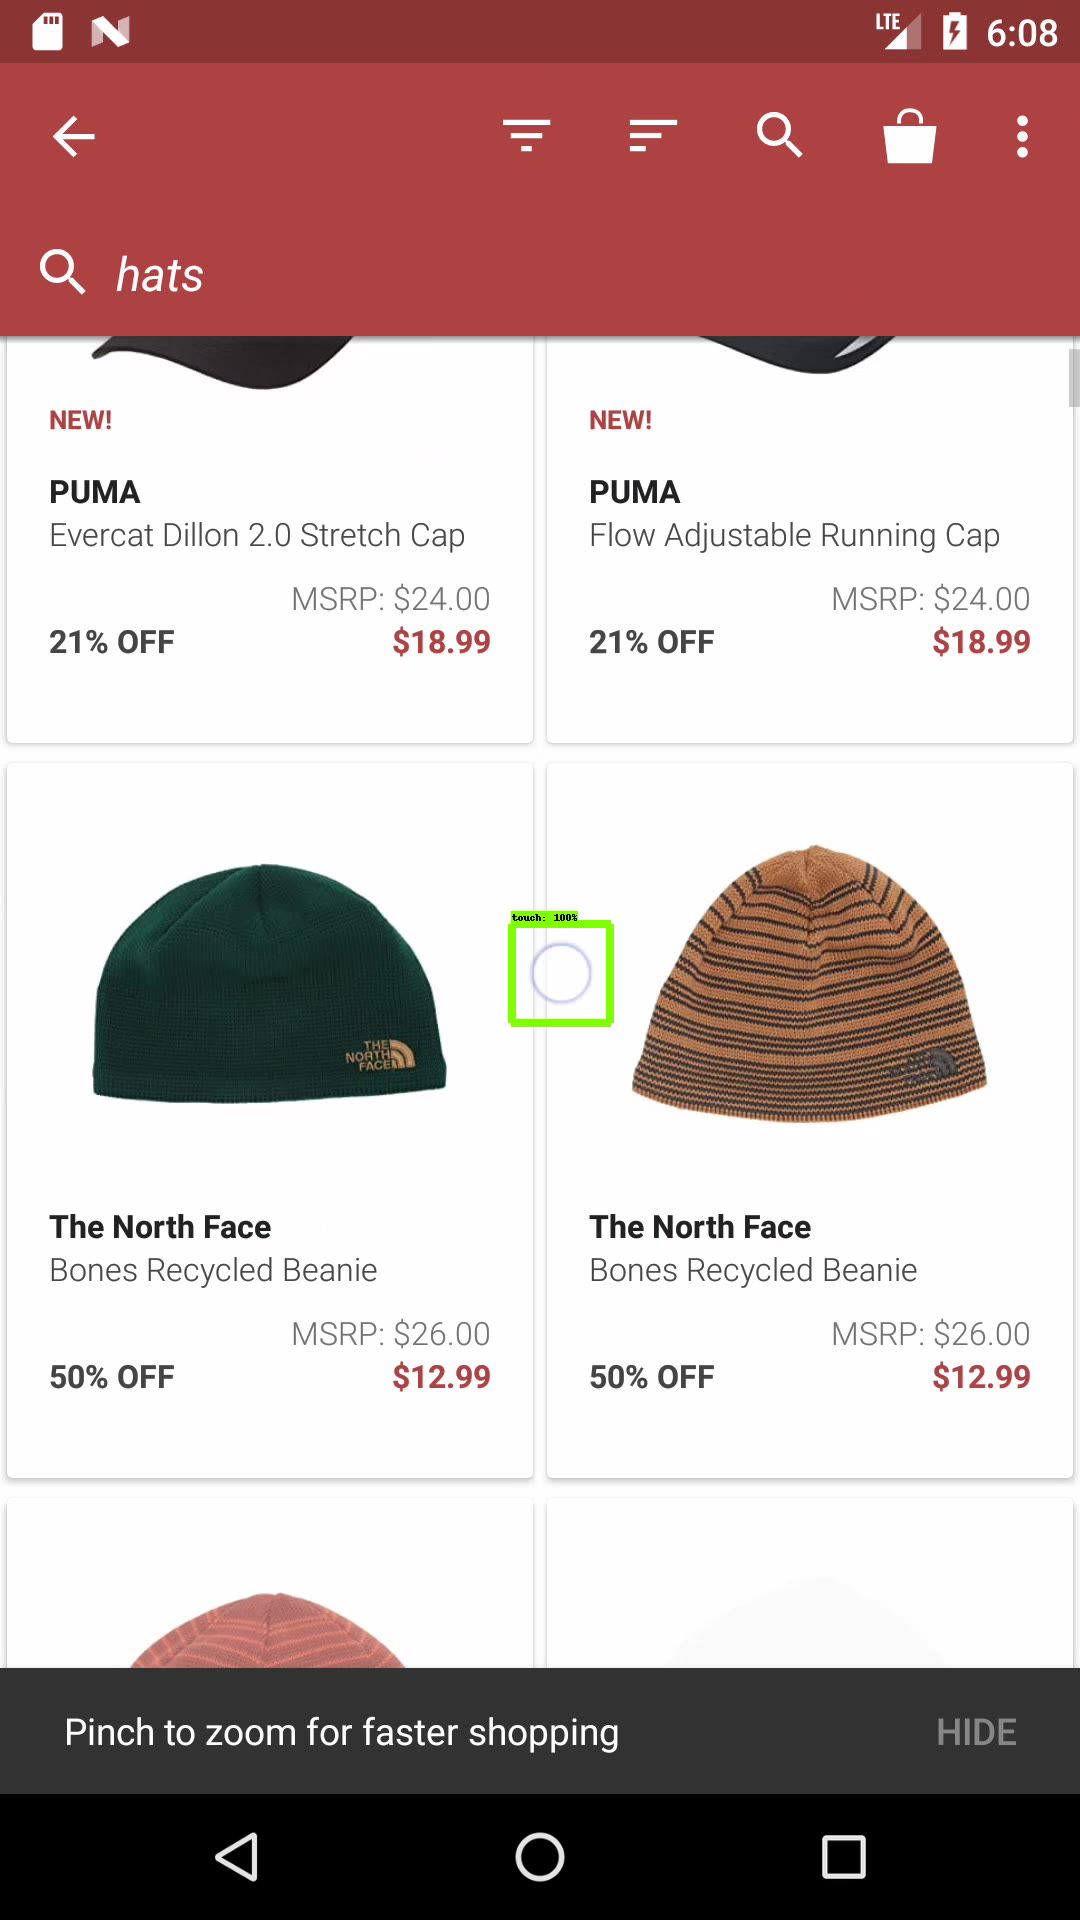 LTE 6:08
hats
NEW! NEW!
PUMA PUMA
Evercat Dillon 2.0 Stretch Cap Flow Adjustable Running Cap
MSRP: $24.00 MSRP: $24.00
21% OFF $18.99 21% OFF $18.99
touch: 100%
THE
NORTH
FACE
The North Face The North Face
Bones Recycled Beanie Bones Recycled Beanie
MSRP: $26.00 MSRP: $26.00
50% OFF $12.99 50% OFF $12.99
Pinch to zoom for faster shopping HIDE